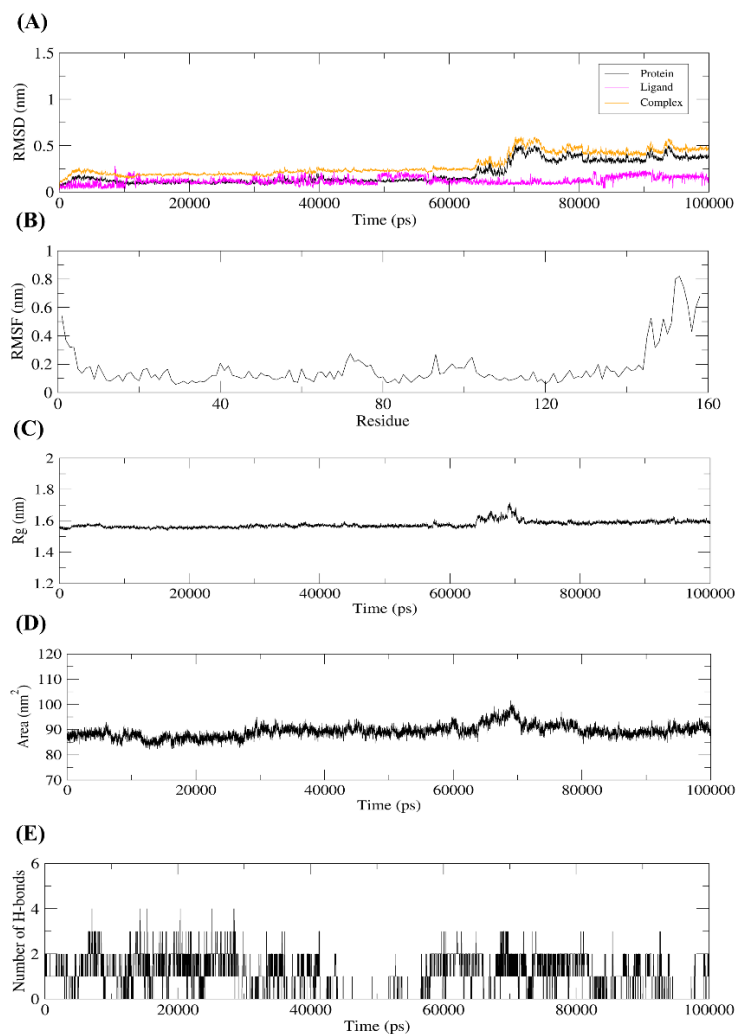 (A)
1.5
1
0.5
0
RMSD (nm)
Protein
Ligand
Complex
0 20000 40000 60000 80000 100000
Time (ps)
(B)
1
0.8
0.6
0.4
0.2
0
RMSF (nm)
0 40 80 120 160
Residue
(C)
2
1.8
1.6
1.4
1.2
Rg (nm)
0 20000 40000 60000 80000 100000
Time (ps)
(D)
120
110
100
90
80
70
Area (nm²)
0 20000 40000 60000 80000 100000
Time (ps)
(E)
6
4
2
0
Number of H-bonds
0 20000 40000 60000 80000 100000
Time (ps)